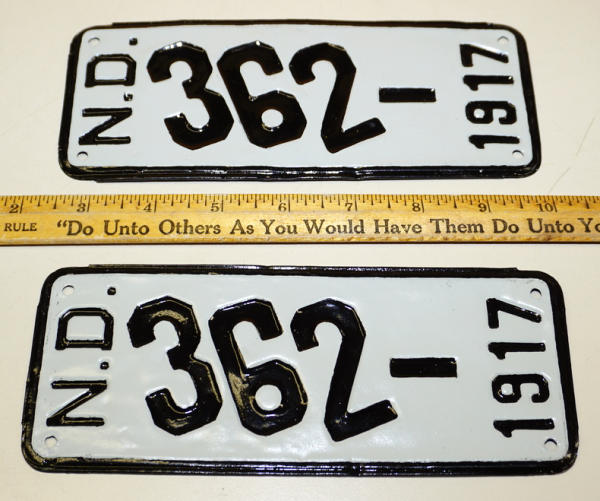 N.D. 362- 1917
2 3 4 5 6 7 8 9 10
RULE "Do Unto Others As You Would Have Them Do Unto Yo
N.D. 362- 1917